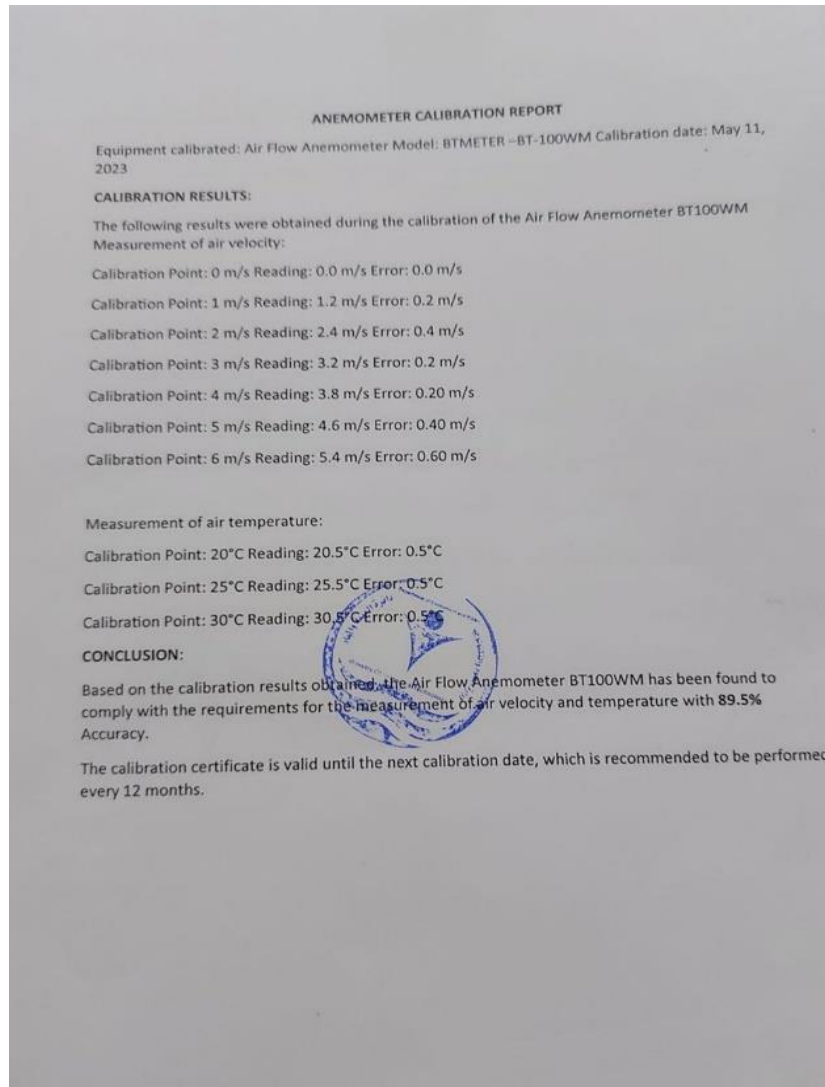 ANEMOMETER CALIBRATION REPORT
Equipment calibrated: Air Flow Anemometer Model: BTMETER –BT-100WM Calibration date: May 11,
2023
CALIBRATION RESULTS:
The following results were obtained during the calibration of the Air Flow Anemometer BT100WM
Measurement of air velocity:
Calibration Point: 0 m/s Reading: 0.0 m/s Error: 0.0 m/s
Calibration Point: 1 m/s Reading: 1.2 m/s Error: 0.2 m/s
Calibration Point: 2 m/s Reading: 2.4 m/s Error: 0.4 m/s
Calibration Point: 3 m/s Reading: 3.2 m/s Error: 0.2 m/s
Calibration Point: 4 m/s Reading: 3.8 m/s Error: 0.20 m/s
Calibration Point: 5 m/s Reading: 4.6 m/s Error: 0.40 m/s
Calibration Point: 6 m/s Reading: 5.4 m/s Error: 0.60 m/s
Measurement of air temperature:
Calibration Point: 20°C Reading: 20.5°C Error: 0.5°C
Calibration Point: 25°C Reading: 25.5°C Error: 0.5°C
Calibration Point: 30°C Reading: 30.5°C Error: 0.5°C
CONCLUSION:
Based on the calibration results obtained, the Air Flow Anemometer BT100WM has been found to
comply with the requirements for the measurement of air velocity and temperature with 89.5%
Accuracy.
The calibration certificate is valid until the next calibration date, which is recommended to be performed
every 12 months.